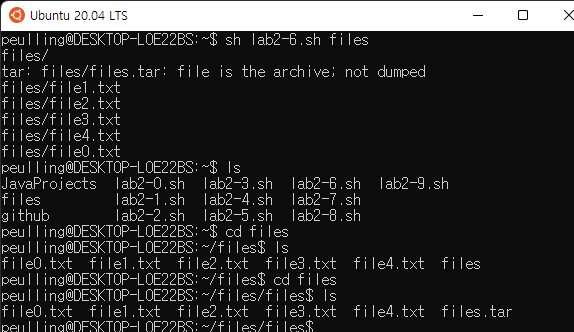 Ubuntu 20.04 LTS
peulling@DESKTOP-LOE22BS:~$ sh lab2-6.sh files
files/
tar: files/files.tar: file is the archive; not dumped
files/file1.txt
files/file2.txt
files/file3.txt
files/file4.txt
files/file0.txt
peulling@DESKTOP-LOE22BS:~$ ls
JavaProjects  lab2-0.sh  lab2-3.sh  lab2-6.sh  lab2-9.sh
files         lab2-1.sh  lab2-4.sh  lab2-7.sh
github        lab2-2.sh  lab2-5.sh  lab2-8.sh
peulling@DESKTOP-LOE22BS:~$ cd files
peulling@DESKTOP-LOE22BS:~/files$ ls
file0.txt  file1.txt  file2.txt  file3.txt  file4.txt  files
peulling@DESKTOP-LOE22BS:~/files$ cd files
peulling@DESKTOP-LOE22BS:~/files/files$ ls
file0.txt  file1.txt  file2.txt  file3.txt  file4.txt  files.tar
peulling@DESKTOP-LOE22BS:~/files/files$